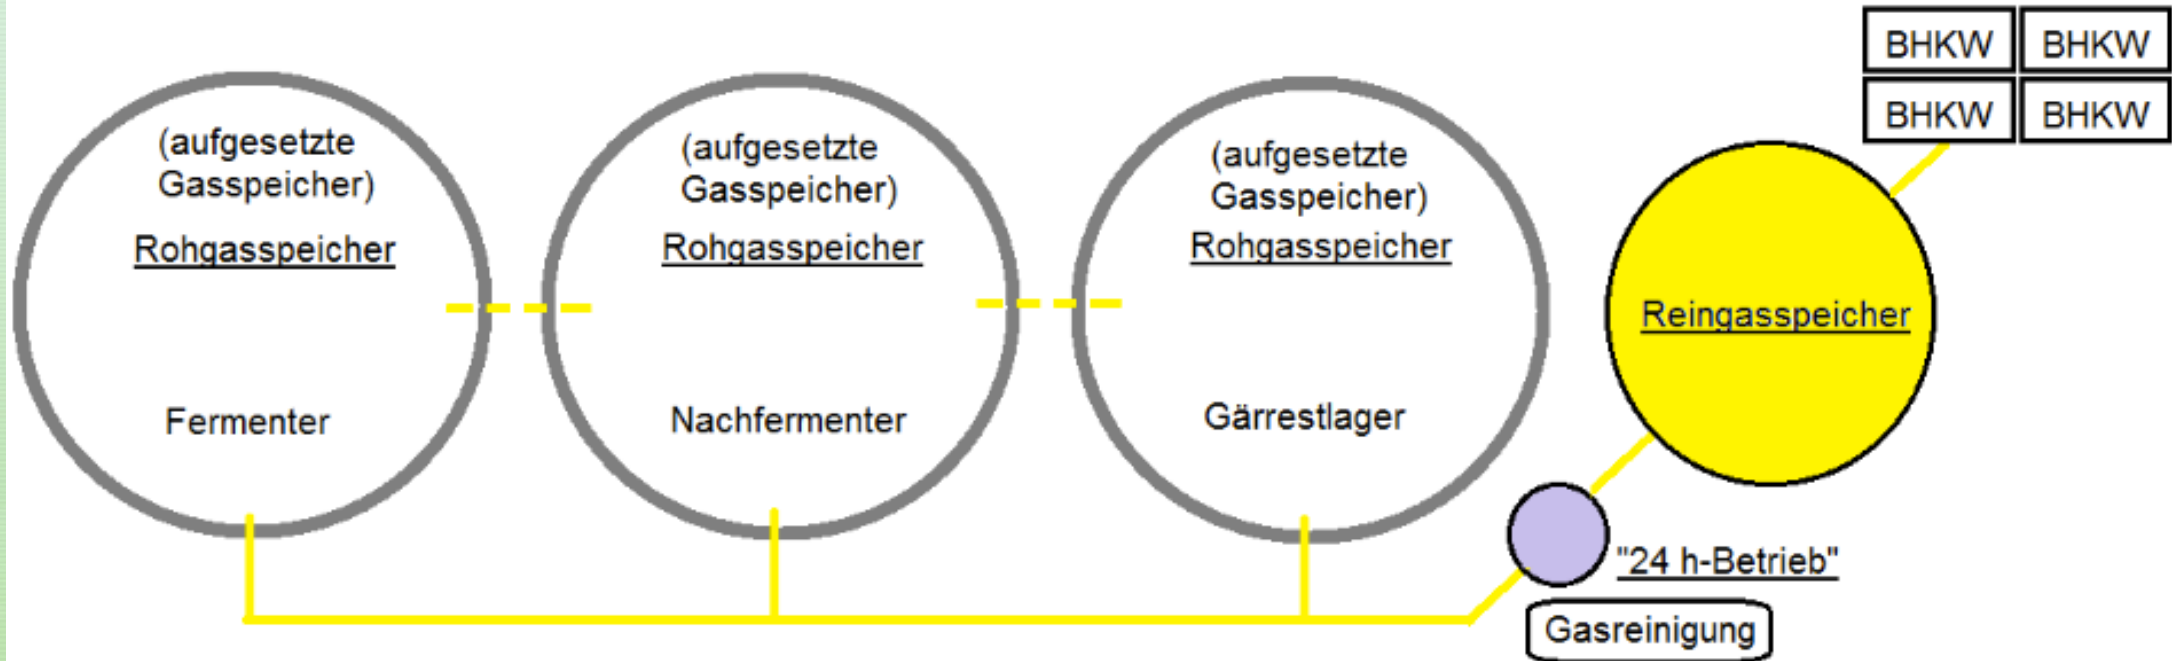 (aufgesetzte
Gasspeicher)
Rohgasspeicher
Fermenter
(aufgesetzte
Gasspeicher)
Rohgasspeicher
Nachfermenter
(aufgesetzte
Gasspeicher)
Rohgasspeicher
Gärrestlager
BHKW BHKW
BHKW BHKW
Reingasspeicher
"24 h-Betrieb"
Gasreinigung